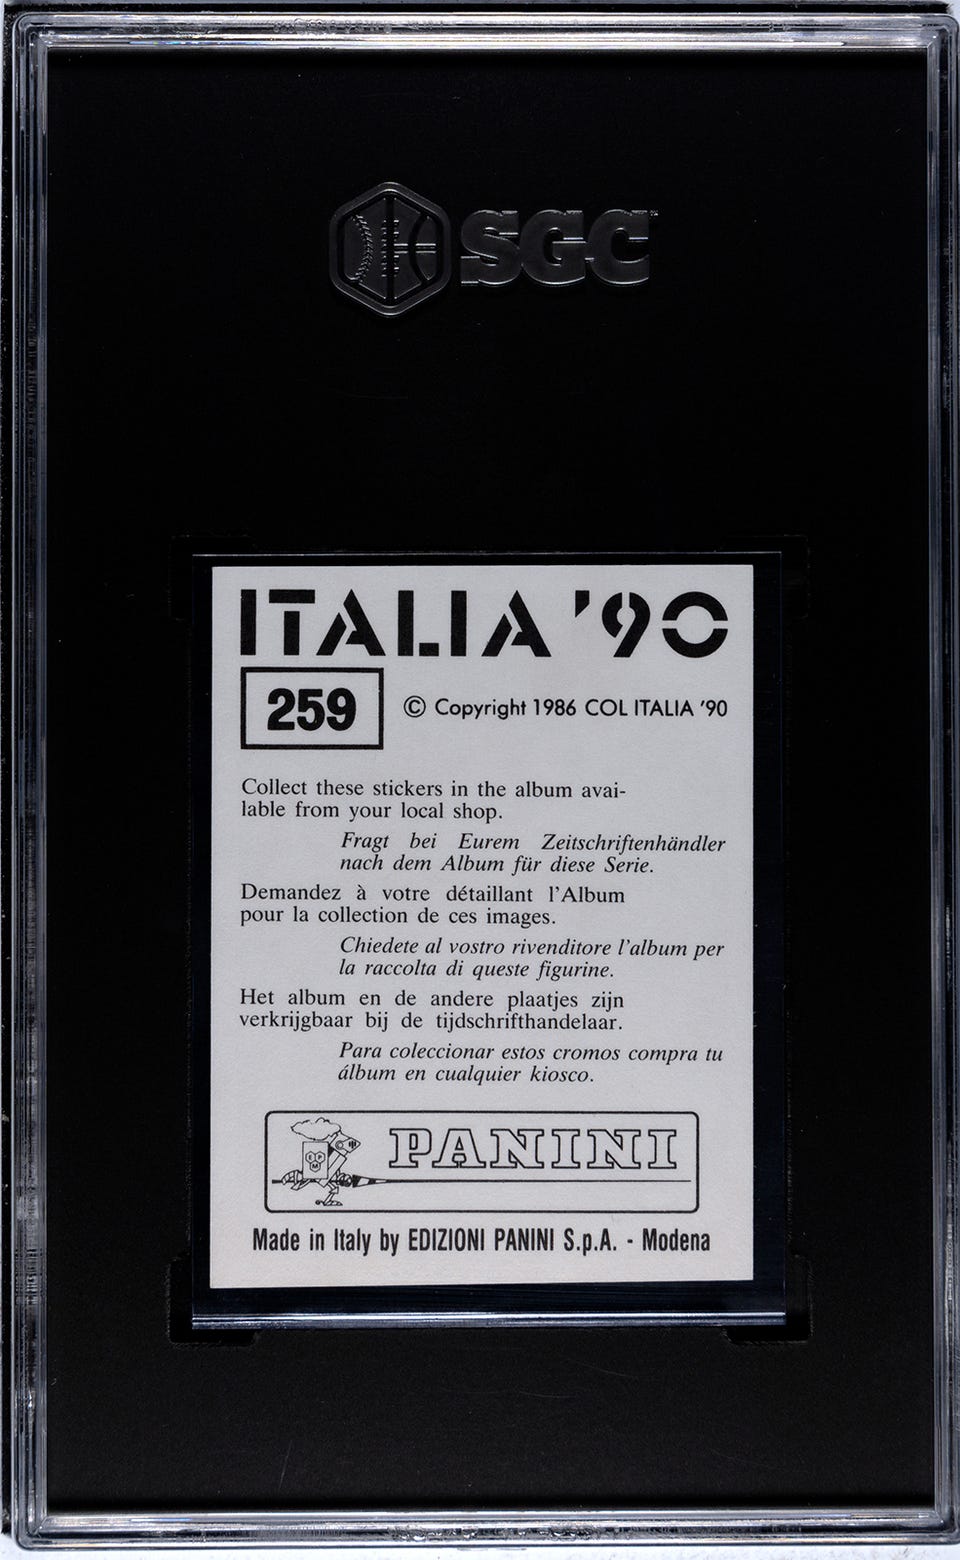 SGC
ITALIA '90
259
© Copyright 1986 COL ITALIA '90
Collect these stickers in the album avai-
lable from your local shop.
Fragt bei Eurem Zeitschriftenhändler
nach dem Album für diese Serie.
Demandez à votre détaillant l'Album
pour la collection de ces images.
Chiedete al vostro rivenditore l'album per
la raccolta di queste figurine.
Het album en de andere plaatjes zijn
verkrijgbaar bij de tijdschrifthandelaar.
Para coleccionar estos cromos compra tu
álbum en cualquier kiosco.
EPM
PANINI
Made in Italy by EDIZIONI PANINI S.p.A. - Modena